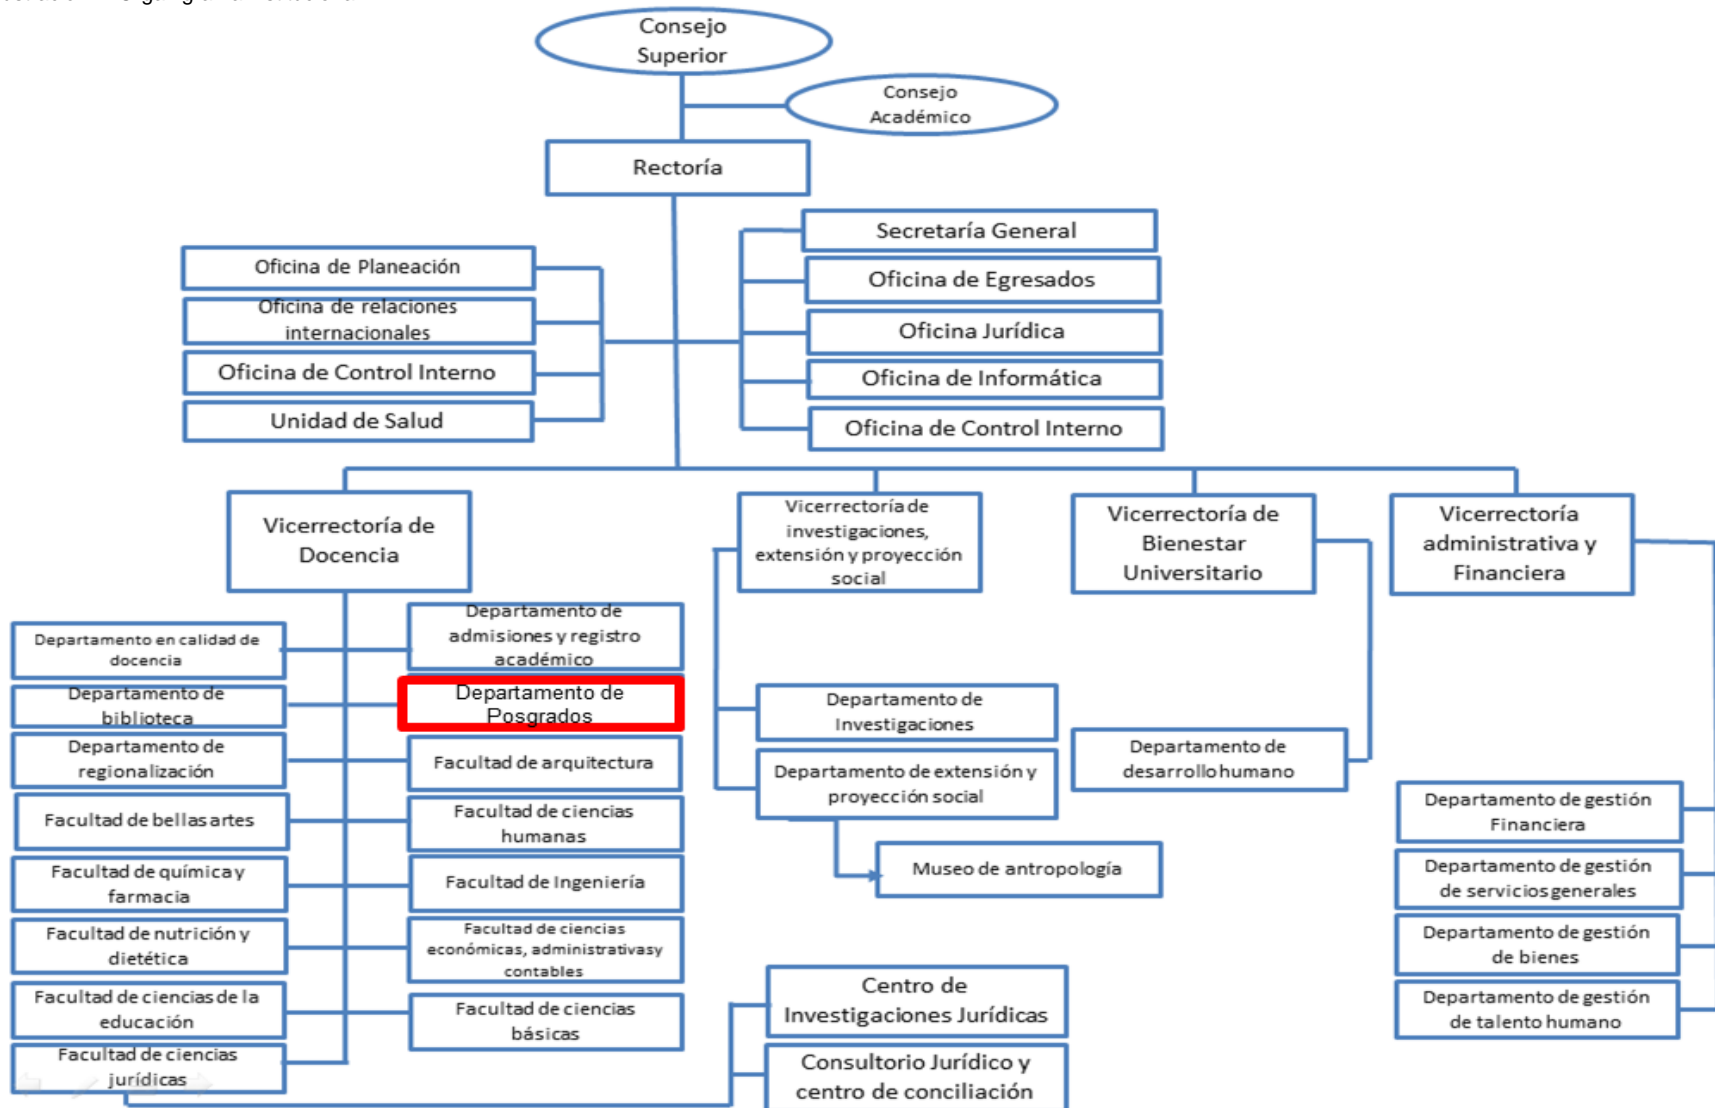 Consejo
Superior
Consejo
Académico
Rectoría
Secretaría General
Oficina de Egresados
Oficina Jurídica
Oficina de Informática
Oficina de Control Interno
Oficina de Planeación
Oficina de relaciones
internacionales
Oficina de Control Interno
Unidad de Salud
Vicerrectoría de
Docencia
Vicerrectoría de
investigaciones,
extensión y proyección
social
Vicerrectoría de
Bienestar
Universitario
Vicerrectoría
administrativa y
Financiera
Departamento en calidad de
docencia
Departamento de
biblioteca
Departamento de
regionalización
Facultad de bellas artes
Facultad de química y
farmacia
Facultad de nutrición y
dietética
Facultad de ciencias de la
educación
Facultad de ciencias
jurídicas
Departamento de
admisiones y registro
académico
Departamento de
Posgrados
Facultad de arquitectura
Facultad de ciencias
humanas
Facultad de Ingeniería
Facultad de ciencias
económicas, administrativasy
contables
Facultad de ciencias
básicas
Departamento de
Investigaciones
Departamento de extensión y
proyección social
Museo de antropología
Centro de
Investigaciones Jurídicas
Consultorio Jurídico y
centro de conciliación
Departamento de
desarrollo humano
Departamento de gestión
Financiera
Departamento de gestión
de servicios generales
Departamento de gestión
de bienes
Departamento de gestión
de talento humano